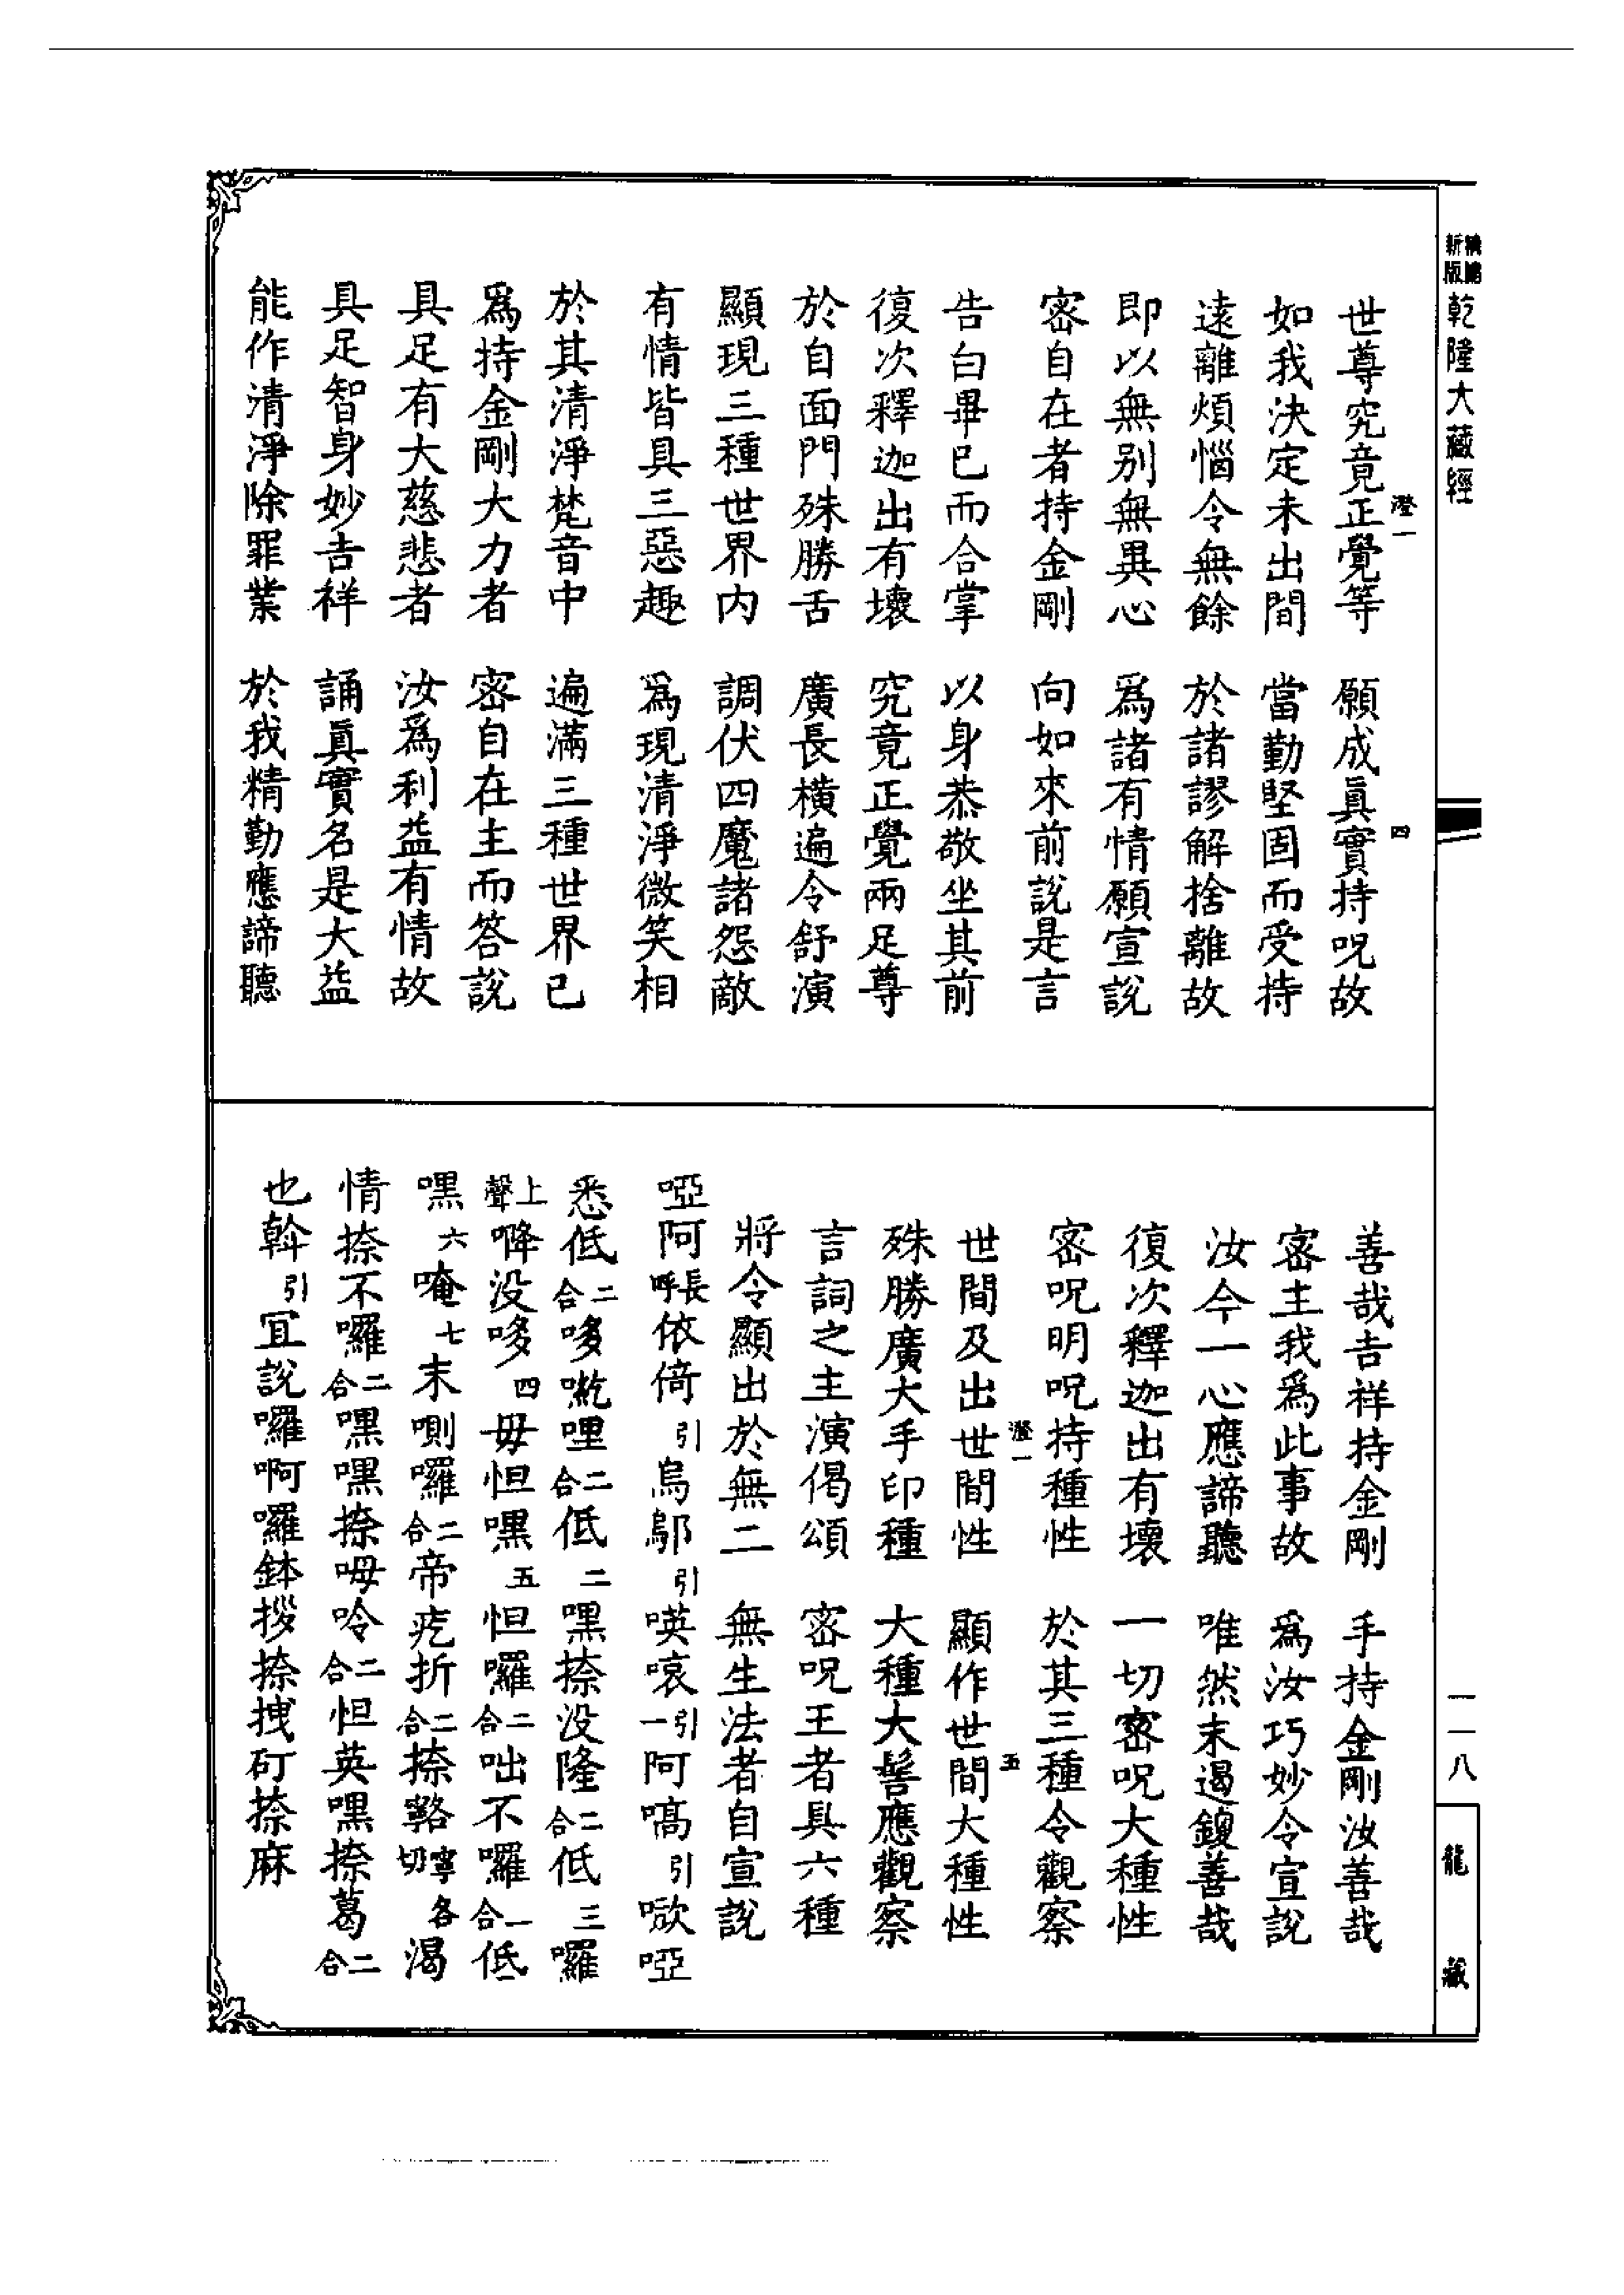 新版
乾隆大藏經
澄一
四
世尊究竟正覺等　願成眞實持呪故
如我決定未出間　當勤堅固而受持
遠離煩惱令無餘　於諸謬解捨離故
即以無别無異心　爲諸有情願宣說
密自在者持金剛　向如來前說是言
告白畢已而合掌　以身恭敬坐其前
復次釋迦出有壞　究竟正覺兩足尊
於自面門殊勝舌　廣長橫遍令舒演
顯現三種世界内　調伏四魔諸怨敵
有情皆具三惡趣　爲現清淨微笑相
於其清淨梵音中　遍滿三種世界已
爲持金剛大力者　密自在主而答說
具足有大慈悲者　汝爲利益有情故
具足智身妙吉祥　誦眞實名是大益
能作清淨除罪業　於我精勤應諦聽
善哉吉祥持金剛　手持金剛汝善哉
密主我爲此事故　爲汝巧妙令宣說
汝今一心應諦聽　唯然末遏鍐善哉
復次釋迦出有壞　一切密呪大種性
密呪明呪持種性　於其三種令觀察
澄一
五
世間及出世間性　顯作世間大種性
殊勝廣大手印種　大種大髻應觀察
言詞之主演偈頌　密呪王者具六種
將令顯出於無二　無生法者自宣說
啞阿長呼依倚引烏鄔引㗸哀引一阿暠引歍啞
悉低二合哆㘕哩二合低二嘿捺没隆二合低三囉
上聲㖓没哆四毋怛嘿五怛囉二合咄不囉二合低
嘿六唵七末唎囉二合帝疙折二合捺㗉寧各切渴
情捺不囉二合嘿嘿捺呣呤二合怛英嘿捺葛二合
也斡引冝說囉啊囉鉢拶捺拽矴捺麻
一一八
龍藏